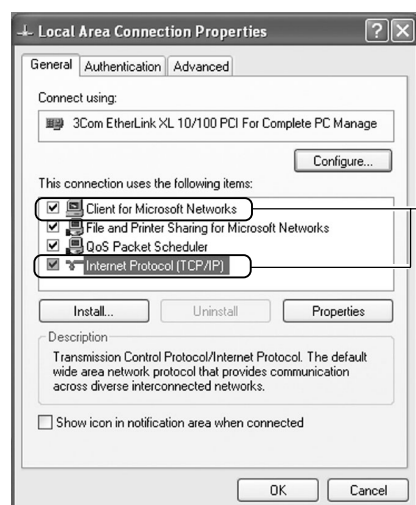 Local Area Connection Properties
General Authentication Advanced
Connect using:
3Com EtherLink XL 10/100 PCI For Complete PC Manage
Configure...
This connection uses the following items:
Client for Microsoft Networks
File and Printer Sharing for Microsoft Networks
QoS Packet Scheduler
Internet Protocol (TCP/IP)
Install... Uninstall Properties
Description
Transmission Control Protocol/Internet Protocol. The default
wide area network protocol that provides communication
across diverse interconnected networks.
Show icon in notification area when connected
OK Cancel